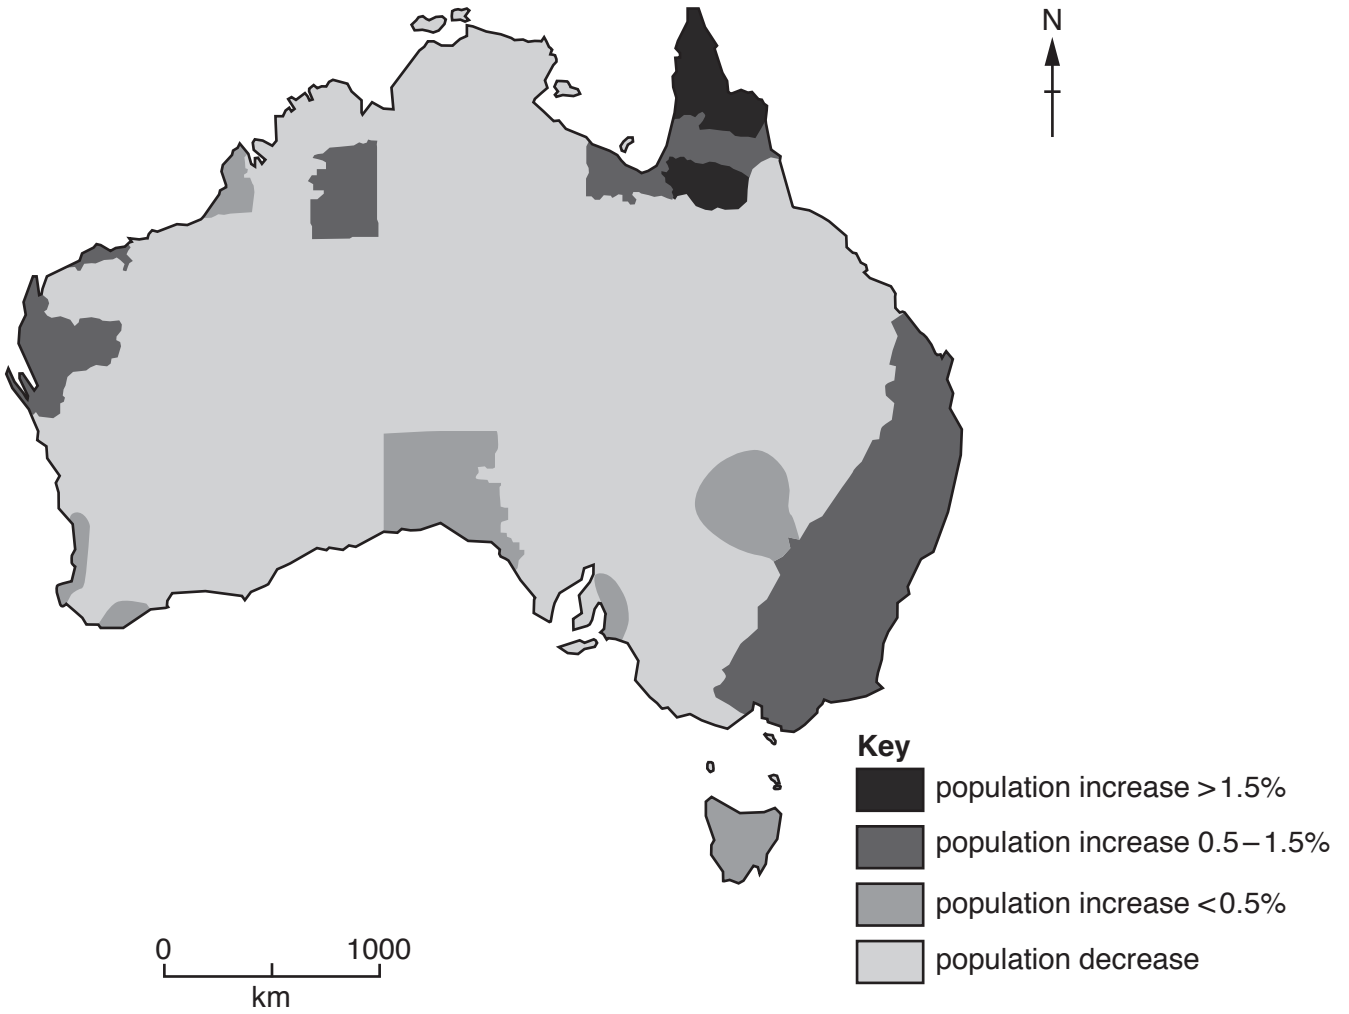 N
Key
population increase >1.5%
population increase 0.5–1.5%
population increase <0.5%
population decrease
0 1000
km